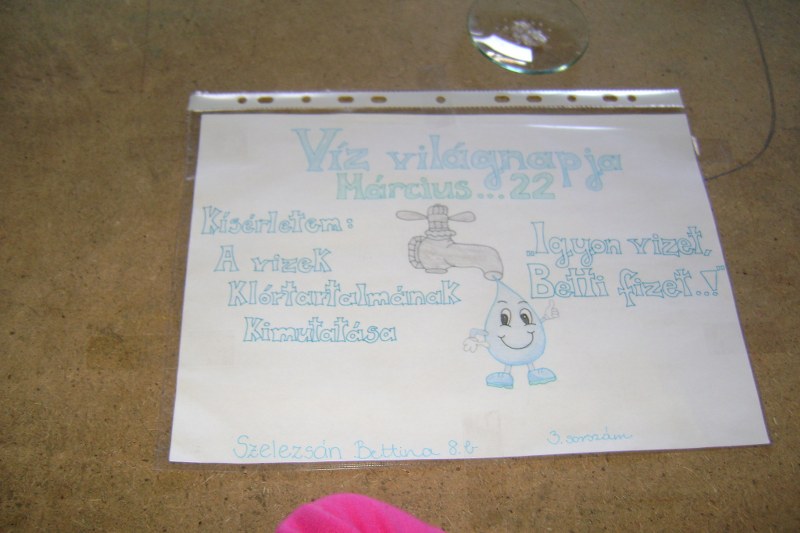 Víz világnapja
Március...22
Kísérletem:
A vizek
Klórtartalmának
Kimutatása
„Igyon vizet,
Betti fizet..!"
Szelezsán Bettina 8.b
3. sorszám